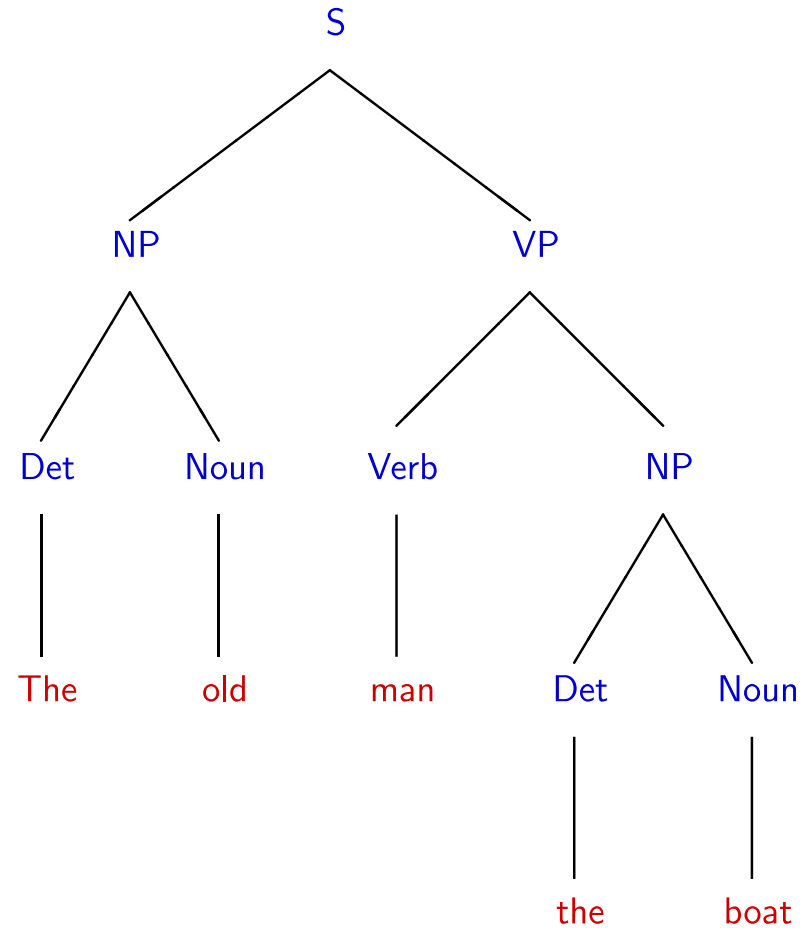 S
NP VP
Det Noun Verb NP
The old man Det Noun
the boat